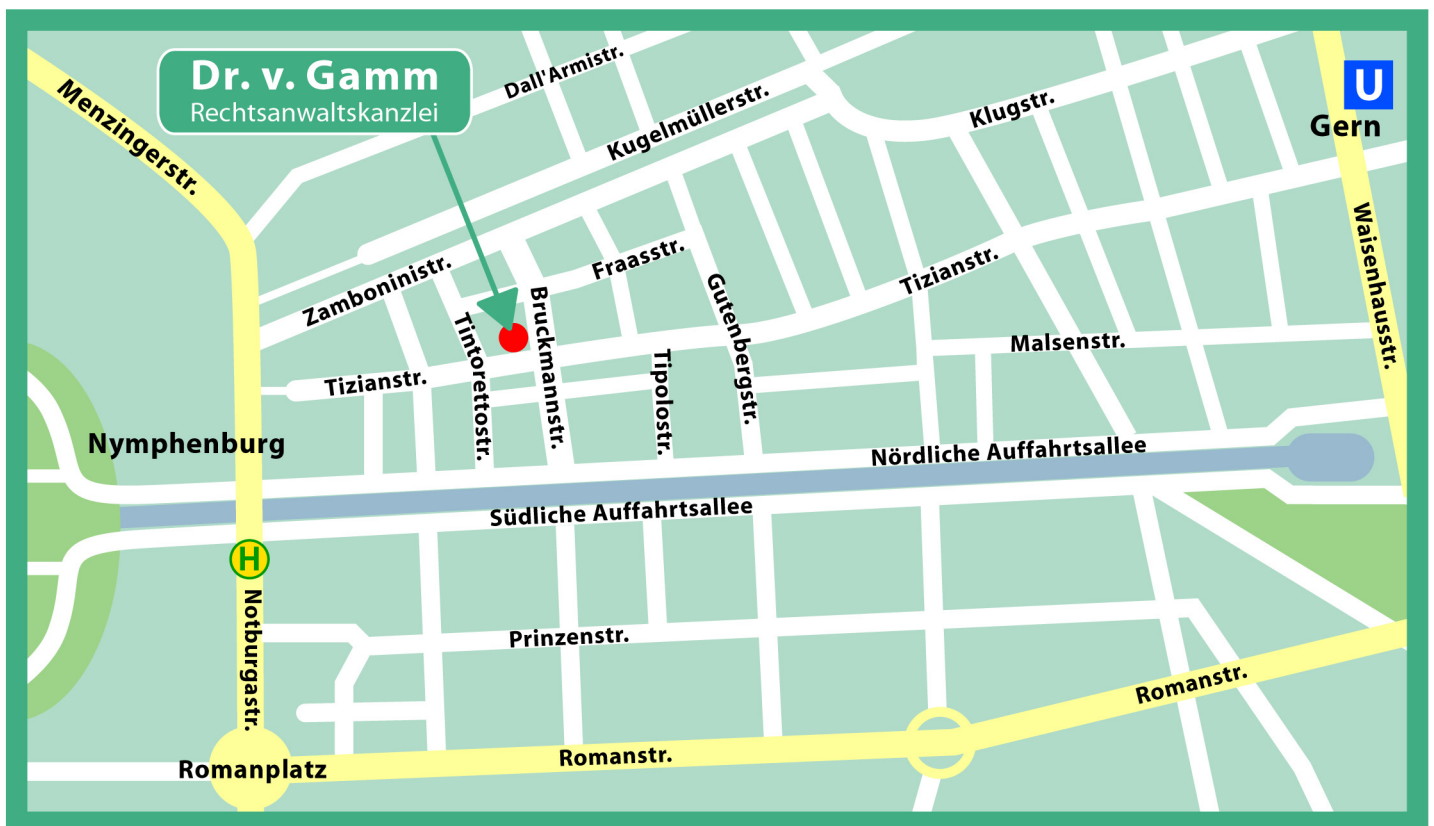 Dr. v. Gamm
Rechtsanwaltskanzlei
Menzingerstr.
Dall'Armistr.
Kugelmüllerstr.
Klugstr.
U
Gern
Waisenhausstr.
Zamboninistr.
Fraasstr.
Tizianstr.
Gutenbergstr.
Bruckmannstr.
Tintorettostr.
Tipolostr.
Malsenstr.
Tizianstr.
Nymphenburg
Nördliche Auffahrtsallee
Südliche Auffahrtsallee
H
Notburgastr.
Prinzenstr.
Romanstr.
Romanstr.
Romanplatz